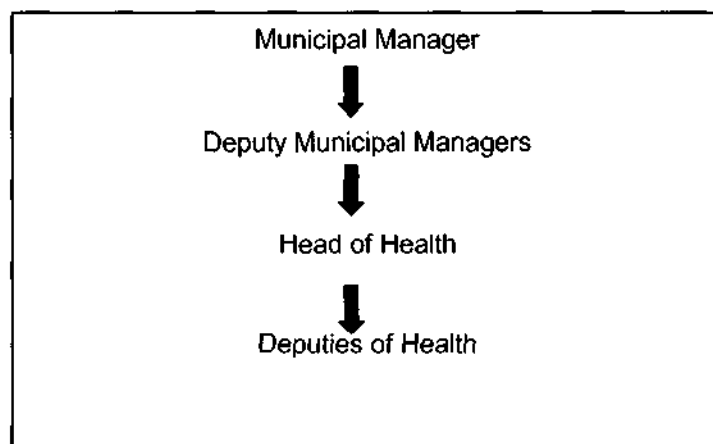 Municipal Manager
Deputy Municipal Managers
Head of Health
Deputies of Health